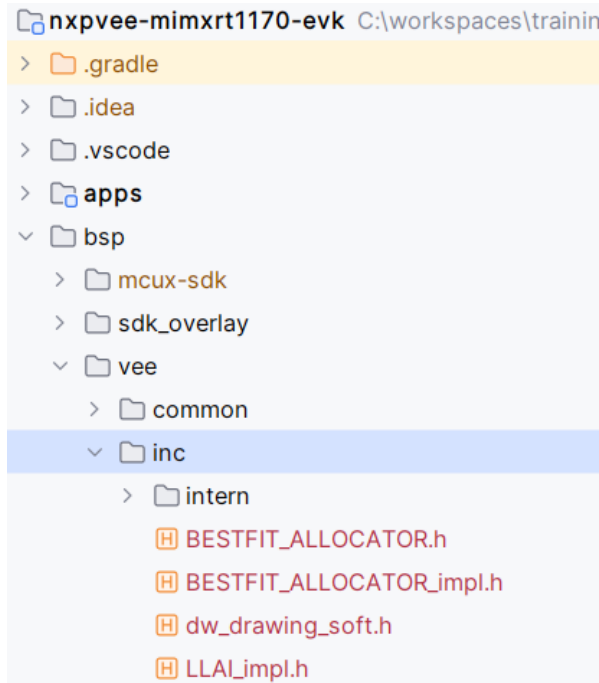 nxpvee-mimxrt1170-evk C:\workspaces\trainin
.gradle
.idea
.vscode
apps
bsp
mcux-sdk
sdk_overlay
vee
common
inc
intern
H BESTFIT_ALLOCATOR.h
H BESTFIT_ALLOCATOR_impl.h
H dw_drawing_soft.h
H LLAI_impl.h